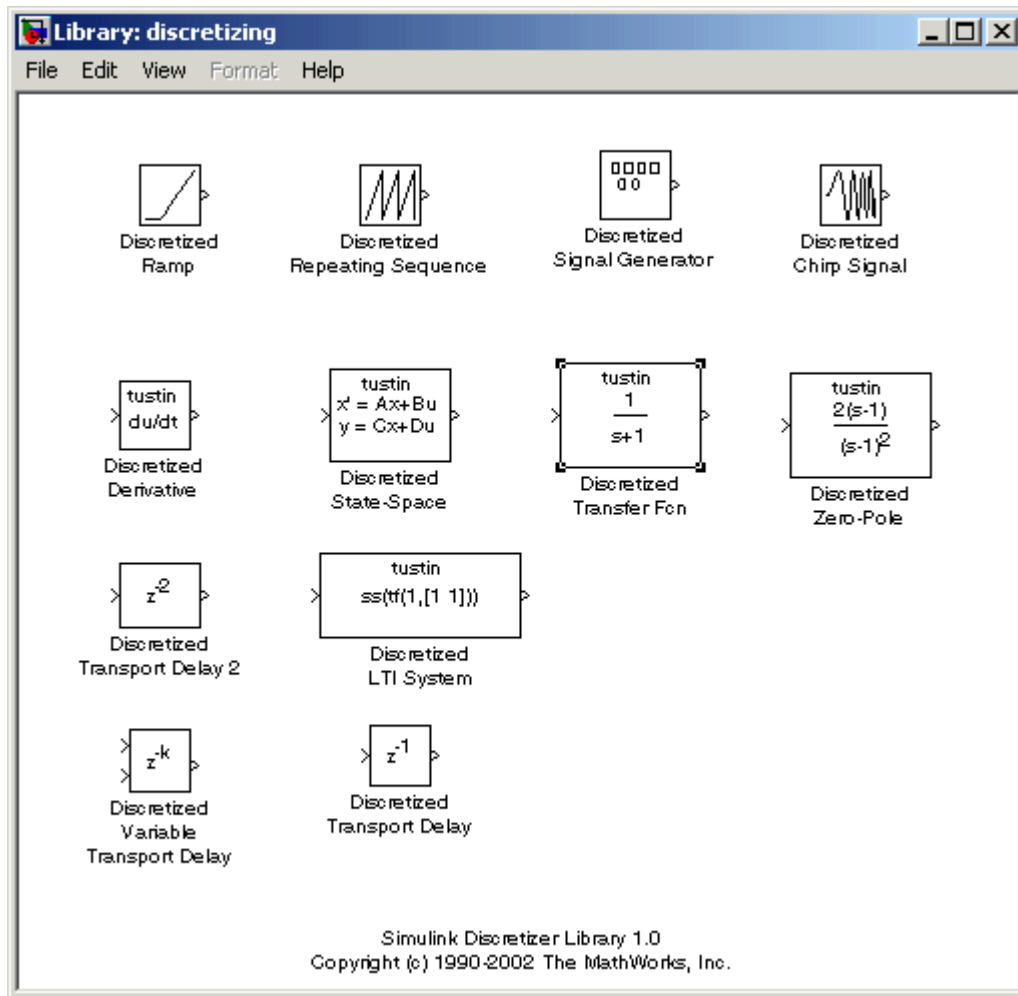 Library: discretizing
File Edit View Format Help
Discretized
Ramp
Discretized
Repeating Sequence
Discretized
Signal Generator
Discretized
Chirp Signal
tustin
du/dt
Discretized
Derivative
tustin
x' = Ax+Bu
y = Cx+Du
Discretized
State-Space
tustin
1
s+1
Discretized
Transfer Fcn
tustin
2(s-1)
(s-1)^2
Discretized
Zero-Pole
z^-2
Discretized
Transport Delay 2
tustin
ss(tf(1,[1 1]))
Discretized
LTI System
z^-k
Discretized
Variable
Transport Delay
z^-1
Discretized
Transport Delay
Simulink Discretizer Library 1.0
Copyright (c) 1990-2002 The MathWorks, Inc.